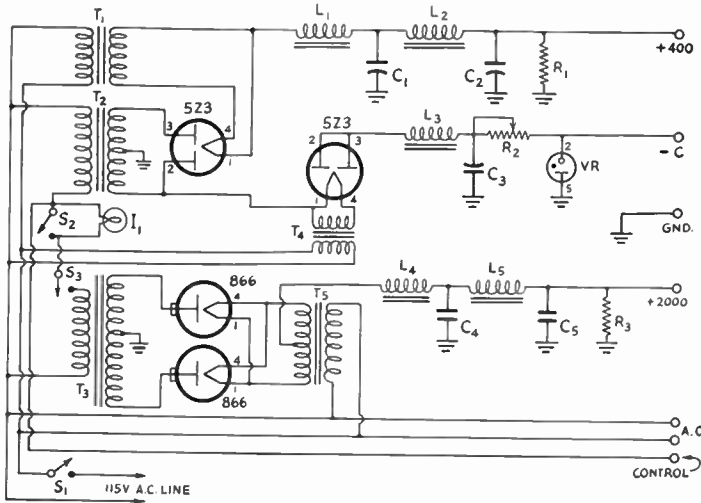 T1
L1
L2
+400
C1
C2
R1
T2
5Z3
3
4
2
1
5Z3
2
3
L3
R2
-C
2
VR
5
C3
1
4
T4
S2
I1
GND.
S3
866
4
1
T3
866
4
1
T5
L4
L5
+2000
C4
C5
R3
A.C.
CONTROL
S1
115V A.C. LINE